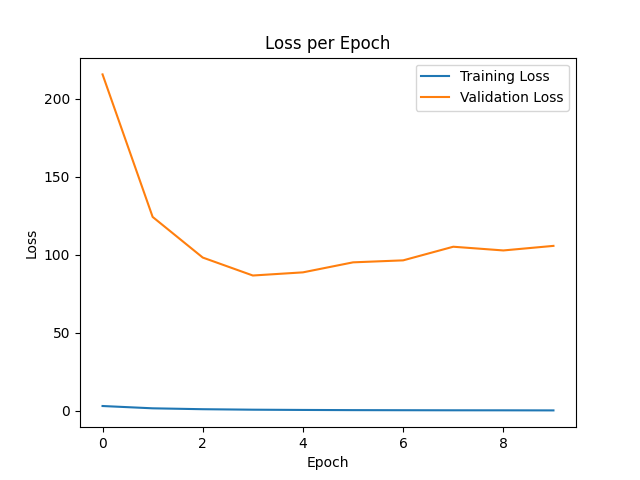 Loss per Epoch
Training Loss
Validation Loss
200
150
100
50
0
Loss
0 2 4 6 8
Epoch